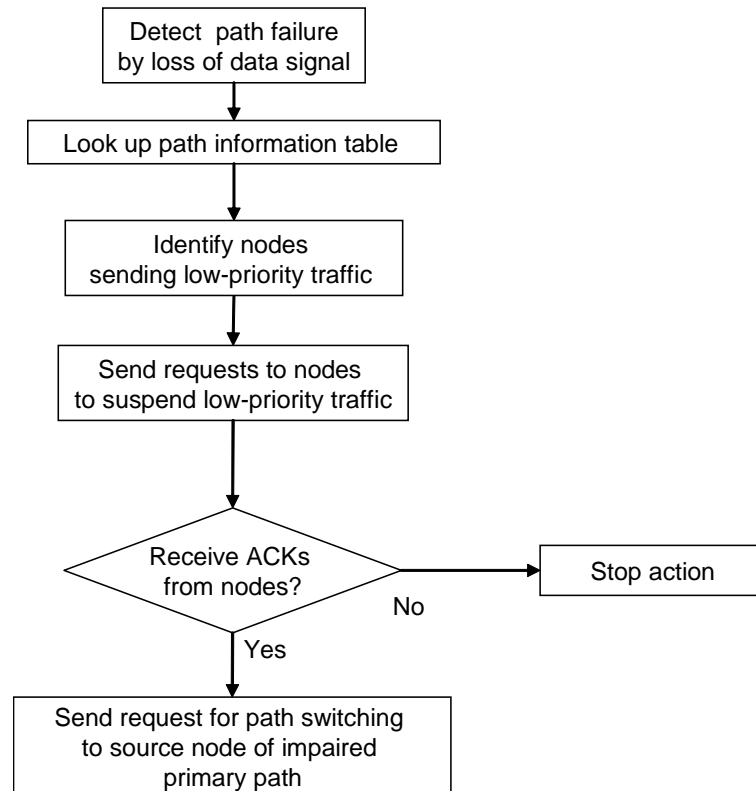 Detect path failure
by loss of data signal
Look up path information table
Identify nodes
sending low-priority traffic
Send requests to nodes
to suspend low-priority traffic
Receive ACKs
from nodes?
Stop action
No
Yes
Send request for path switching
to source node of impaired
primary path